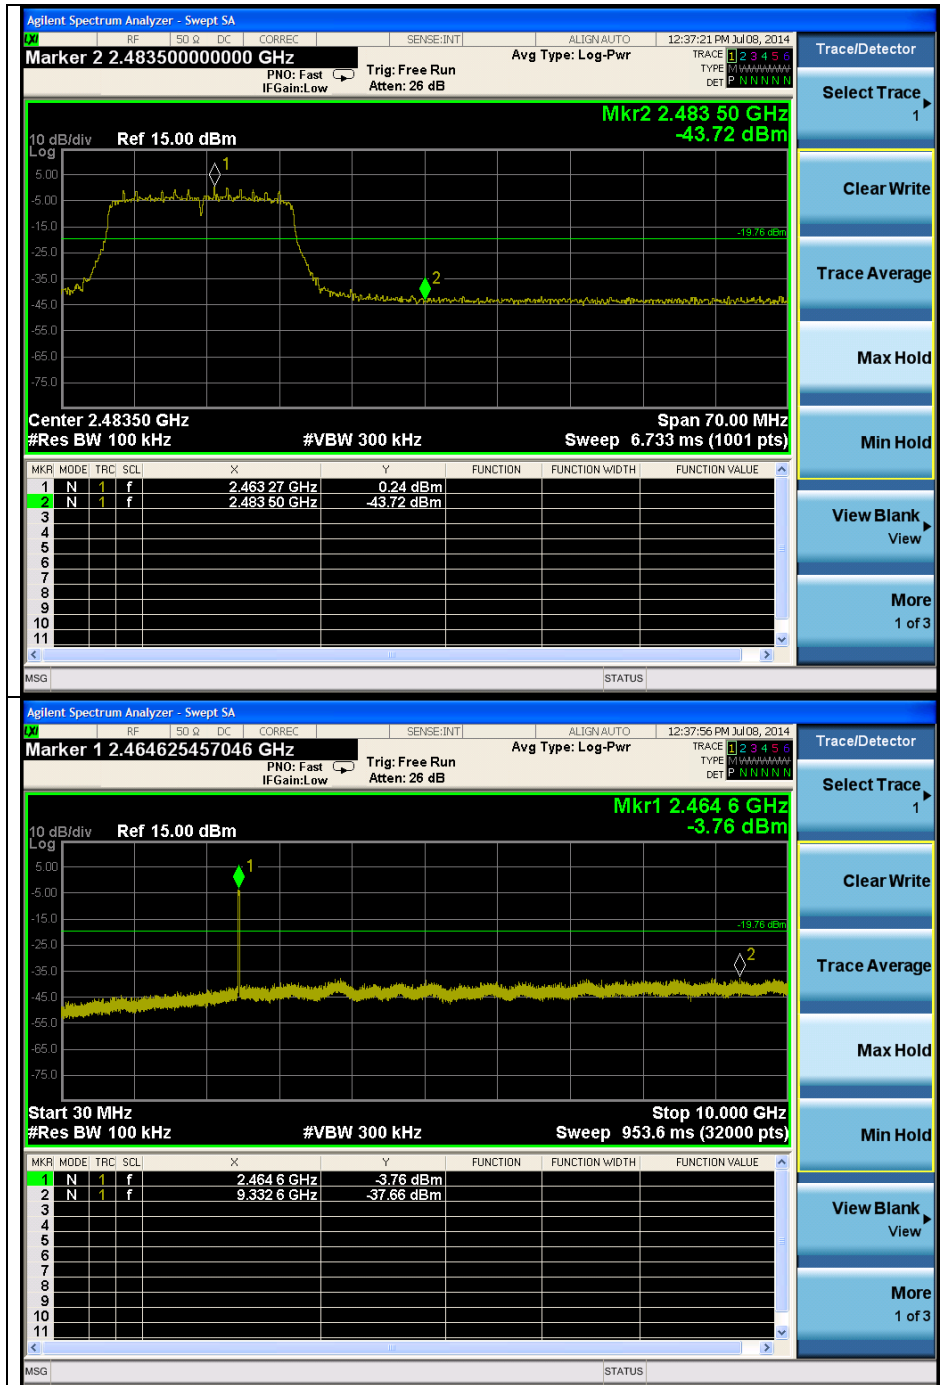 Agilent Spectrum Analyzer - Swept SA
LXI RF 50 Ω DC CORREC SENSE:INT ALIGN AUTO 12:37:21 PM Jul 08, 2014
Marker 2 2.483500000000 GHz
PNO: Fast
IFGain:Low
Trig: Free Run
Atten: 26 dB
Avg Type: Log-Pwr
TRACE 1 2 3 4 5 6
TYPE M WWWWW
DET P N N N N N
Mkr2 2.483 50 GHz
-43.72 dBm
10 dB/div Ref 15.00 dBm
Log
5.00
-5.00
-15.0
-25.0
-35.0
-45.0
-55.0
-65.0
-75.0
1
2
-19.76 dBm
Center 2.48350 GHz Span 70.00 MHz
#Res BW 100 kHz #VBW 300 kHz Sweep 6.733 ms (1001 pts)
MKR MODE TRC SCL X Y FUNCTION FUNCTION WIDTH FUNCTION VALUE
1 N 1 f 2.463 27 GHz 0.24 dBm
2 N 1 f 2.483 50 GHz -43.72 dBm
3
4
5
6
7
8
9
10
11
MSG STATUS
Trace/Detector
Select Trace
1
Clear Write
Trace Average
Max Hold
Min Hold
View Blank
View
More
1 of 3
Agilent Spectrum Analyzer - Swept SA
LXI RF 50 Ω DC CORREC SENSE:INT ALIGN AUTO 12:37:56 PM Jul 08, 2014
Marker 1 2.464625457046 GHz
PNO: Fast
IFGain:Low
Trig: Free Run
Atten: 26 dB
Avg Type: Log-Pwr
TRACE 1 2 3 4 5 6
TYPE M WWWWW
DET P N N N N N
Mkr1 2.464 6 GHz
-3.76 dBm
10 dB/div Ref 15.00 dBm
Log
5.00
-5.00
-15.0
-25.0
-35.0
-45.0
-55.0
-65.0
-75.0
1
2
-19.76 dBm
Start 30 MHz Stop 10.000 GHz
#Res BW 100 kHz #VBW 300 kHz Sweep 953.6 ms (32000 pts)
MKR MODE TRC SCL X Y FUNCTION FUNCTION WIDTH FUNCTION VALUE
1 N 1 f 2.464 6 GHz -3.76 dBm
2 N 1 f 9.332 6 GHz -37.66 dBm
3
4
5
6
7
8
9
10
11
MSG STATUS
Trace/Detector
Select Trace
1
Clear Write
Trace Average
Max Hold
Min Hold
View Blank
View
More
1 of 3